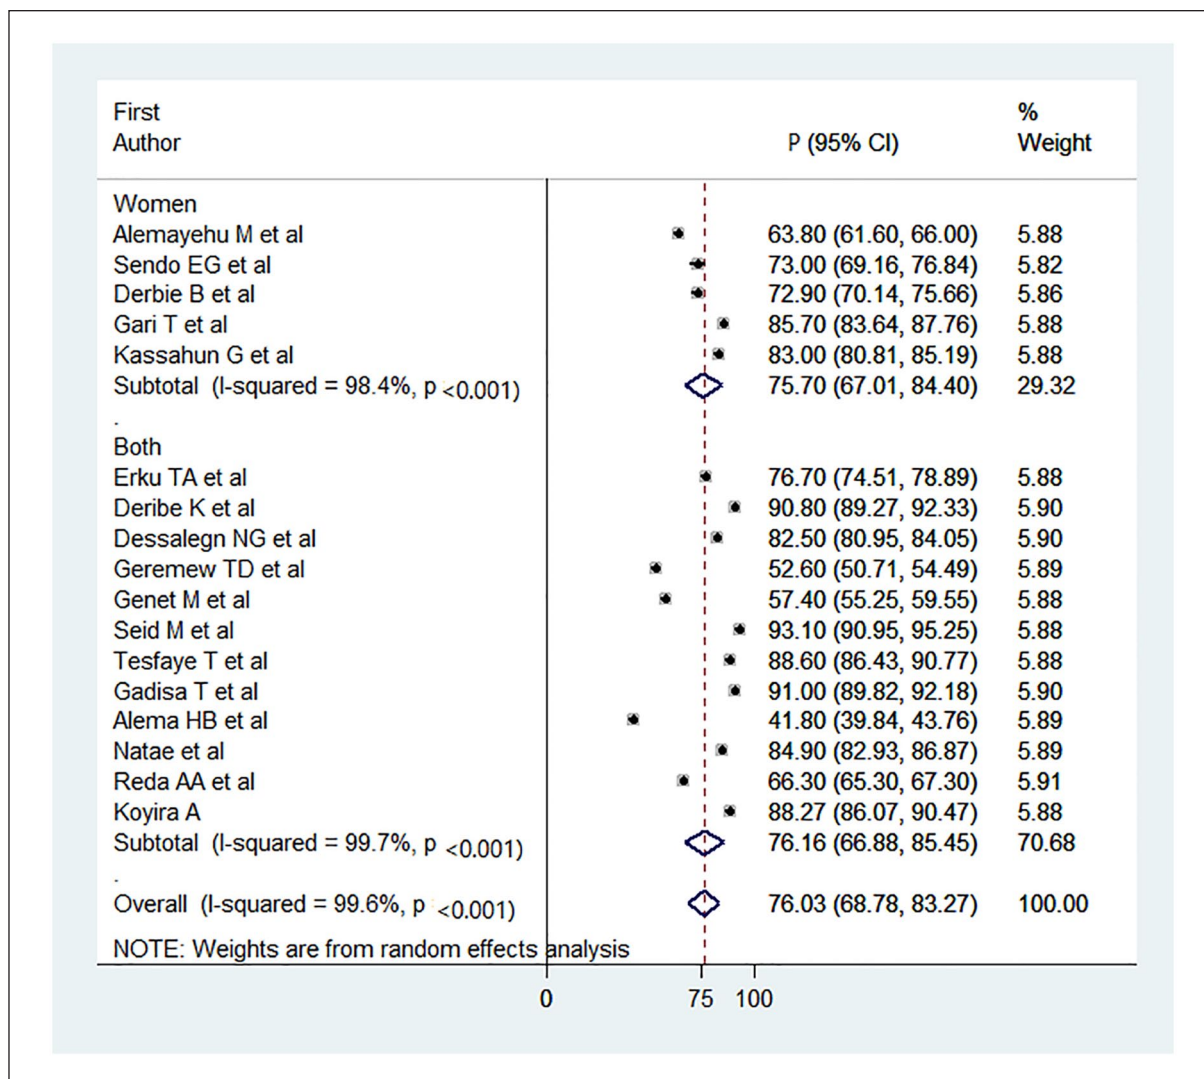 First %
Author P (95% CI) Weight
Women
Alemayehu M et al 63.80 (61.60, 66.00) 5.88
Sendo EG et al 73.00 (69.16, 76.84) 5.82
Derbie B et al 72.90 (70.14, 75.66) 5.86
Gari T et al 85.70 (83.64, 87.76) 5.88
Kassahun G et al 83.00 (80.81, 85.19) 5.88
Subtotal (I-squared = 98.4%, p <0.001) 75.70 (67.01, 84.40) 29.32
.
Both
Erku TA et al 76.70 (74.51, 78.89) 5.88
Deribe K et al 90.80 (89.27, 92.33) 5.90
Dessalegn NG et al 82.50 (80.95, 84.05) 5.90
Geremew TD et al 52.60 (50.71, 54.49) 5.89
Genet M et al 57.40 (55.25, 59.55) 5.88
Seid M et al 93.10 (90.95, 95.25) 5.88
Tesfaye T et al 88.60 (86.43, 90.77) 5.88
Gadisa T et al 91.00 (89.82, 92.18) 5.90
Alema HB et al 41.80 (39.84, 43.76) 5.89
Natae et al 84.90 (82.93, 86.87) 5.89
Reda AA et al 66.30 (65.30, 67.30) 5.91
Koyira A 88.27 (86.07, 90.47) 5.88
Subtotal (I-squared = 99.7%, p <0.001) 76.16 (66.88, 85.45) 70.68
.
Overall (I-squared = 99.6%, p <0.001) 76.03 (68.78, 83.27) 100.00
NOTE: Weights are from random effects analysis
0 75 100